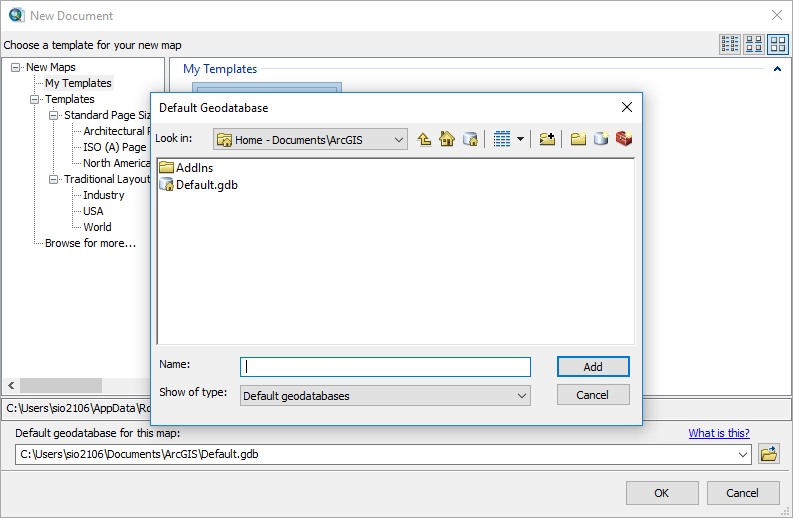 New Document
Choose a template for your new map
New Maps
My Templates
Templates
Standard Page Siz
Architectural P
ISO (A) Page
North America
Traditional Layou
Industry
USA
World
Browse for more...
My Templates
Default Geodatabase
Look in:
Home - Documents\ArcGIS
AddIns
Default.gdb
Name:
Add
Show of type:
Default geodatabases
Cancel
C:\Users\sio2106\AppData\Ro
Default geodatabase for this map:
What is this?
C:\Users\sio2106\Documents\ArcGIS\Default.gdb
OK
Cancel